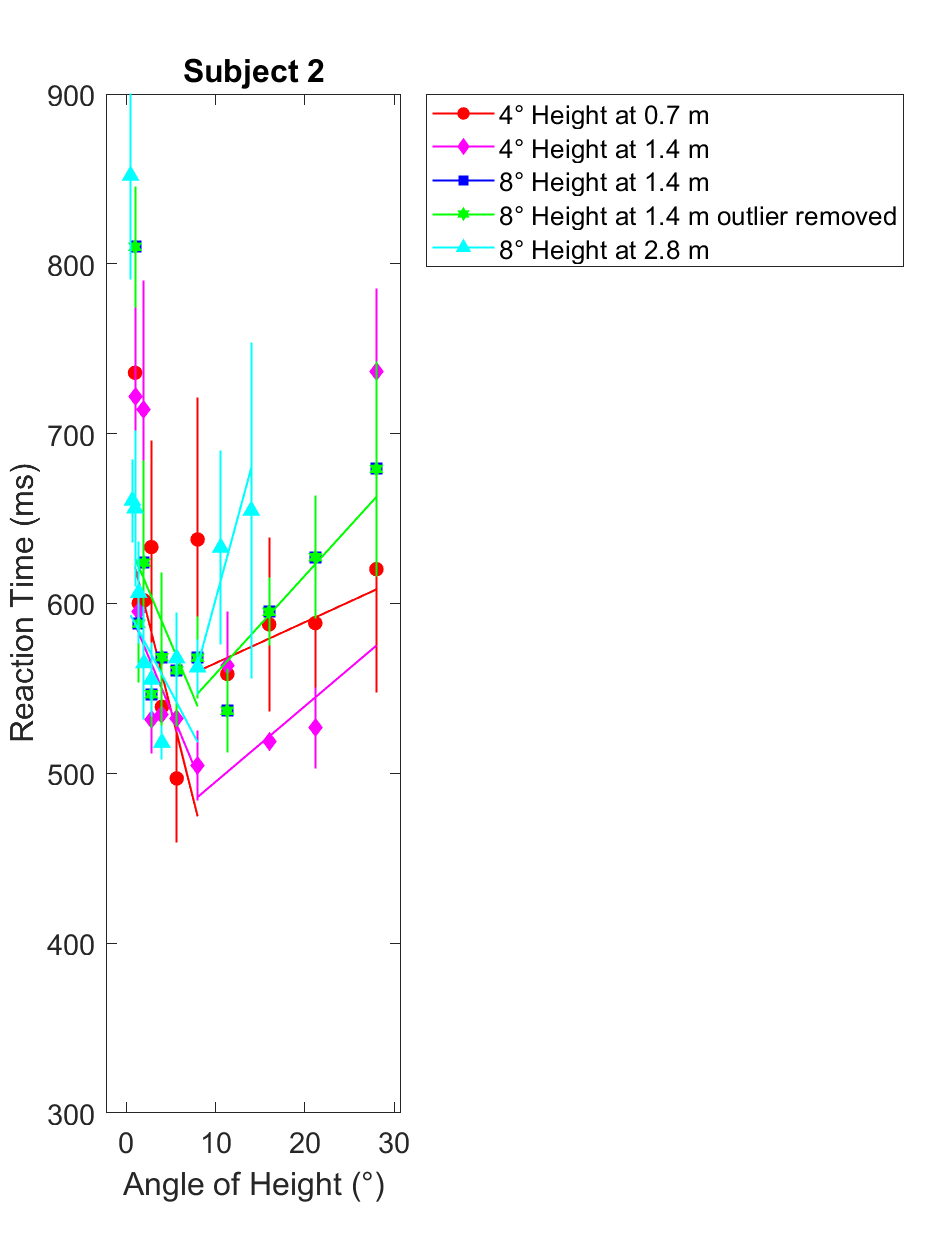 Subject 2
900
800
700
600
500
400
300
Reaction Time (ms)
0 10 20 30
Angle of Height (°)
4° Height at 0.7 m
4° Height at 1.4 m
8° Height at 1.4 m
8° Height at 1.4 m outlier removed
8° Height at 2.8 m